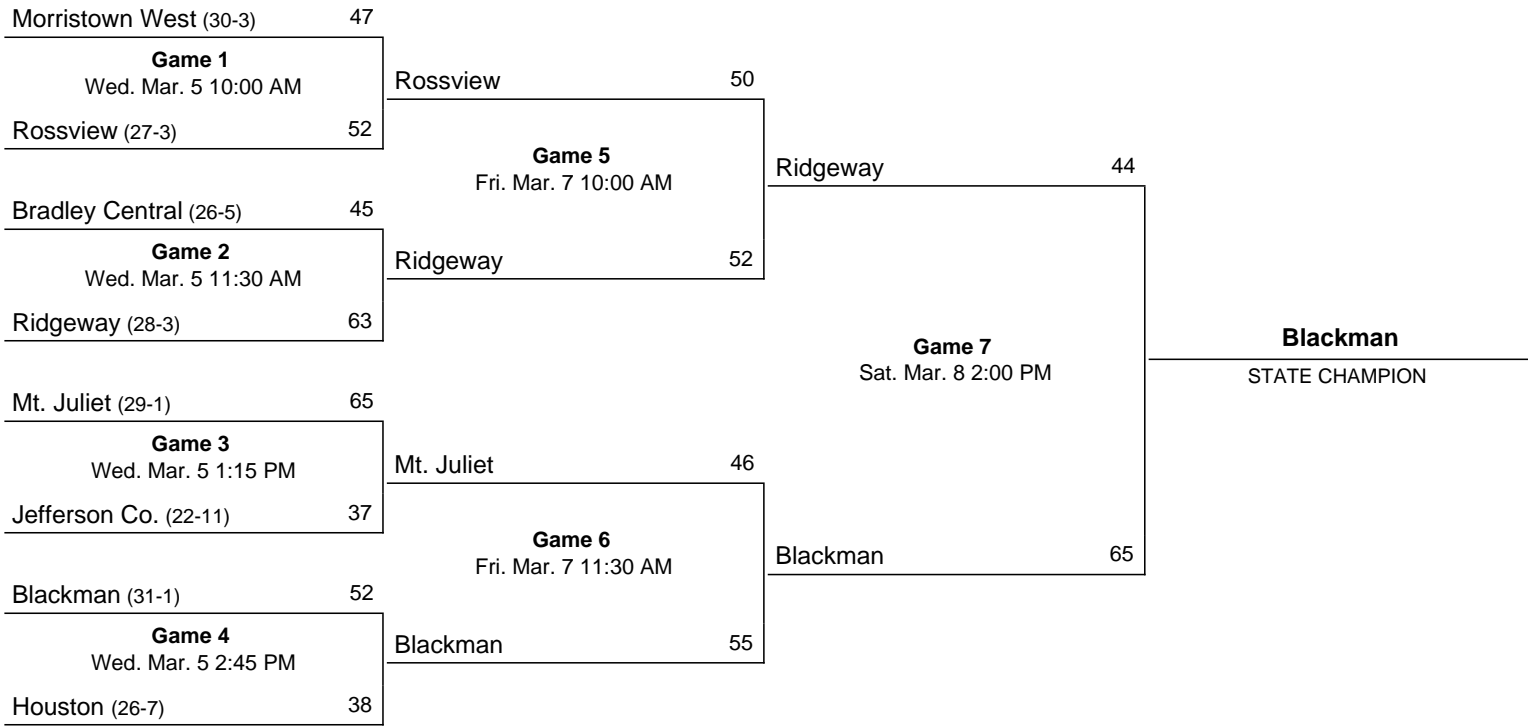 Morristown West (30-3) 47
Game 1
Wed. Mar. 5 10:00 AM
Rossview (27-3) 52
Bradley Central (26-5) 45
Game 2
Wed. Mar. 5 11:30 AM
Ridgeway (28-3) 63
Mt. Juliet (29-1) 65
Game 3
Wed. Mar. 5 1:15 PM
Jefferson Co. (22-11) 37
Blackman (31-1) 52
Game 4
Wed. Mar. 5 2:45 PM
Houston (26-7) 38
Rossview 50
Game 5
Fri. Mar. 7 10:00 AM
Ridgeway 52
Mt. Juliet 46
Game 6
Fri. Mar. 7 11:30 AM
Blackman 55
Ridgeway 44
Game 7
Sat. Mar. 8 2:00 PM
Blackman 65
Blackman
STATE CHAMPION